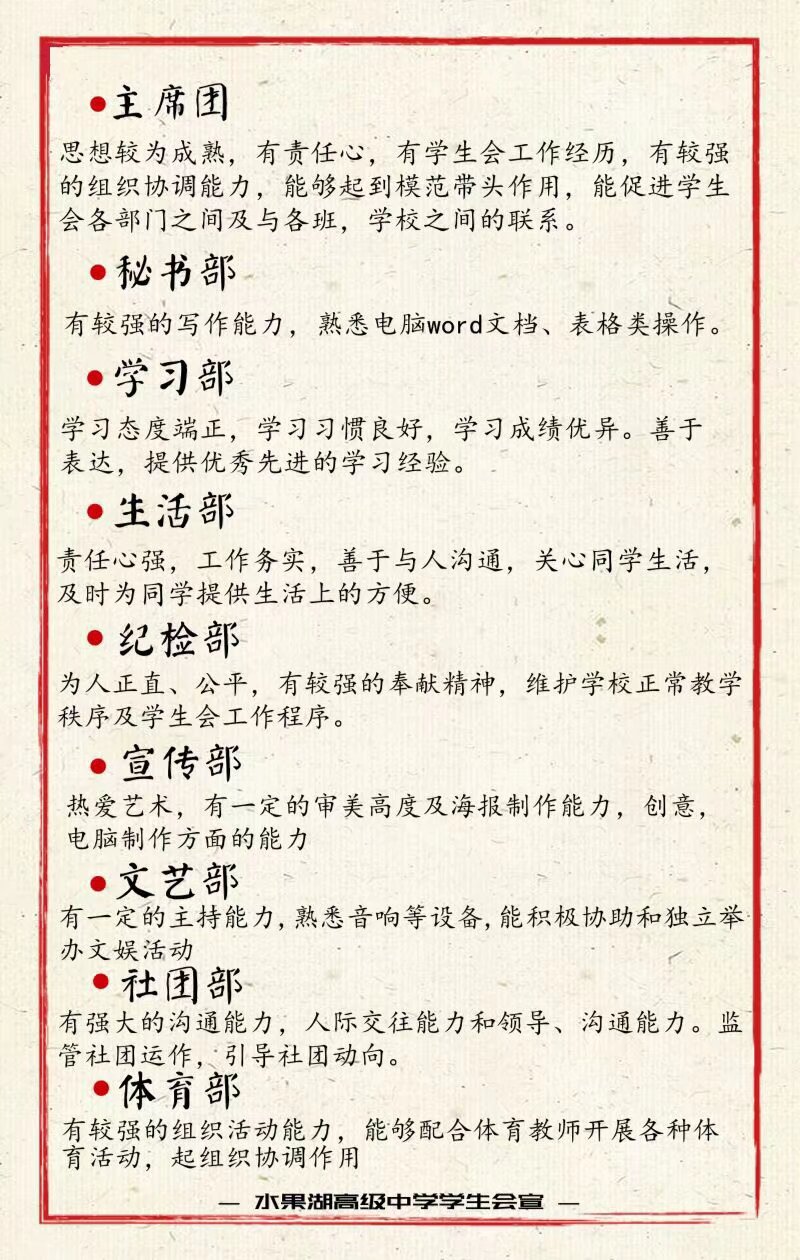 主席团
思想较为成熟，有责任心，有学生会工作经历，有较强
的组织协调能力，能够起到模范带头作用，能促进学生
会各部门之间及与各班，学校之间的联系。
秘书部
有较强的写作能力，熟悉电脑word文档、表格类操作。
学习部
学习态度端正，学习习惯良好，学习成绩优异。善于
表达，提供优秀先进的学习经验。
生活部
责任心强，工作务实，善于与人沟通，关心同学生活，
及时为同学提供生活上的方便。
纪检部
为人正直、公平，有较强的奉献精神，维护学校正常教学
秩序及学生会工作程序。
宣传部
热爱艺术，有一定的审美高度及海报制作能力，创意，
电脑制作方面的能力
文艺部
有一定的主持能力,熟悉音响等设备,能积极协助和独立举
办文娱活动
社团部
有强大的沟通能力，人际交往能力和领导、沟通能力。监
管社团运作，引导社团动向。
体育部
有较强的组织活动能力，能够配合体育教师开展各种体
育活动，起组织协调作用
— 水果湖高级中学学生会宣 —